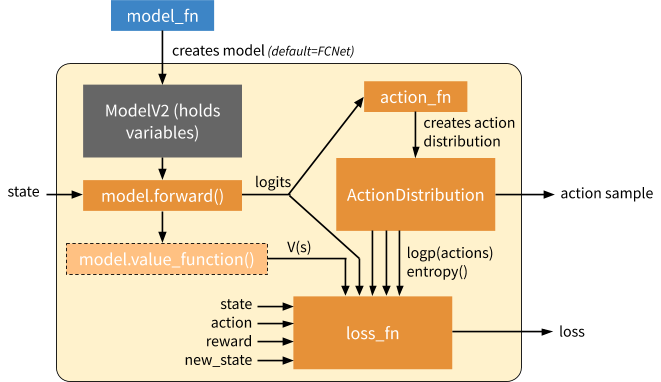 model_fn
creates model (default=FCNet)
ModelV2 (holds
variables)
action_fn
creates action
distribution
state
model.forward()
logits
ActionDistribution
action sample
model.value_function()
V(s)
logp(actions)
entropy()
state
action
reward
new_state
loss_fn
loss